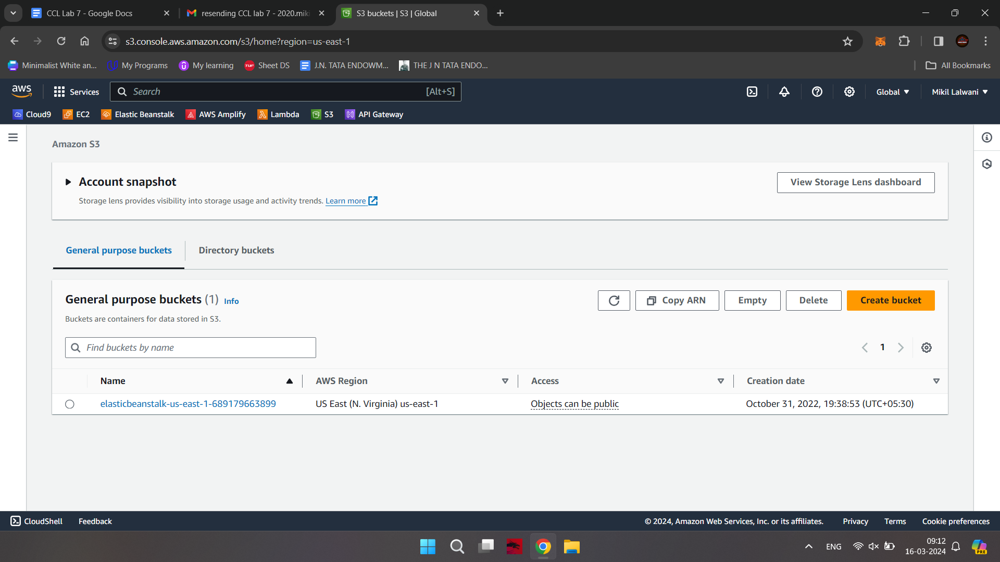 CCL Lab 7 - Google Docs
resending CCL lab 7 - 2020.miki
S3 buckets | S3 | Global
s3.console.aws.amazon.com/s3/home?region=us-east-1
Minimalist White an...
My Programs
My learning
TUP
Sheet DS
J.N. TATA ENDOWM...
THE J N TATA ENDO...
All Bookmarks
aws
Services
Search
[Alt+S]
Global
Mikil Lalwani
Cloud9
EC2
Elastic Beanstalk
AWS Amplify
Lambda
S3
API Gateway
Amazon S3
Account snapshot
View Storage Lens dashboard
Storage lens provides visibility into storage usage and activity trends. Learn more
General purpose buckets
Directory buckets
General purpose buckets (1) Info
Copy ARN
Empty
Delete
Create bucket
Buckets are containers for data stored in S3.
Find buckets by name
1
Name
AWS Region
Access
Creation date
elasticbeanstalk-us-east-1-689179663899
US East (N. Virginia) us-east-1
Objects can be public
October 31, 2022, 19:38:53 (UTC+05:30)
CloudShell
Feedback
© 2024, Amazon Web Services, Inc. or its affiliates.
Privacy
Terms
Cookie preferences
ENG
09:12
16-03-2024
PRE